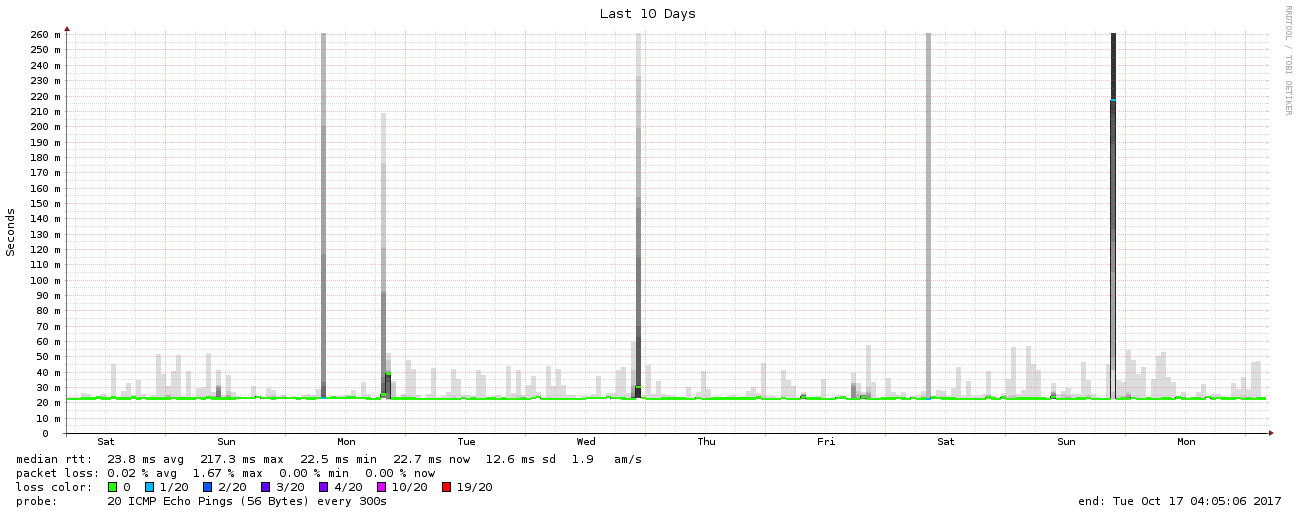 Last 10 Days
RRDTOOL / TOBI OETIKER
Seconds
260 m
250 m
240 m
230 m
220 m
210 m
200 m
190 m
180 m
170 m
160 m
150 m
140 m
130 m
120 m
110 m
100 m
90 m
80 m
70 m
60 m
50 m
40 m
30 m
20 m
10 m
0
Sat Sun Mon Tue Wed Thu Fri Sat Sun Mon
median rtt: 23.8 ms avg 217.3 ms max 22.5 ms min 22.7 ms now 12.6 ms sd 1.9 am/s
packet loss: 0.02 % avg 1.67 % max 0.00 % min 0.00 % now
loss color: 0 1/20 2/20 3/20 4/20 10/20 19/20
probe: 20 ICMP Echo Pings (56 Bytes) every 300s end: Tue Oct 17 04:05:06 2017